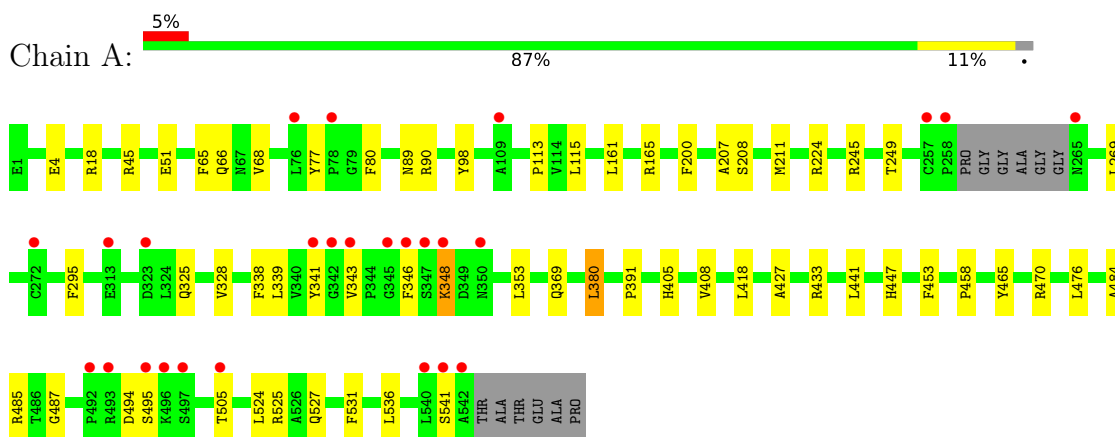 5%
Chain A:
87% 11% •
E1 E4 R18 R45 E51 F65 Q66 N67 V68 L76 Y77 P78 G79 F80 N89 R90 Y98 A109 P113 V114 L115 L161 R165 F200 A207 S208 M211 R224 R245 T249 C257 P258 PRO GLY GLY ALA GLY GLY N265 L269
C272 F295 E313 D323 L324 Q325 V328 F338 L339 V340 Y341 G342 V343 P344 G345 F346 S347 K348 D349 N350 L353 Q369 L380 P391 H405 V408 L418 A427 R433 L441 H447 F453 P458 Y465 R470 L476 A484
R485 T486 G487 P492 R493 D494 S495 K496 S497 T505 L524 R525 A526 Q527 F531 L536 L540 S541 A542 THR ALA THR GLU ALA PRO